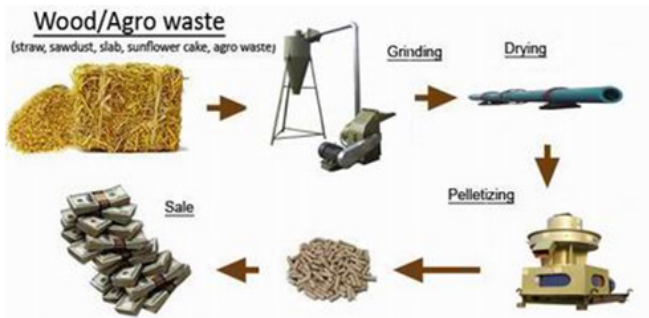 Wood/Agro waste
(straw, sawdust, slab, sunflower cake, agro waste)
Grinding
Drying
Pelletizing
Sale